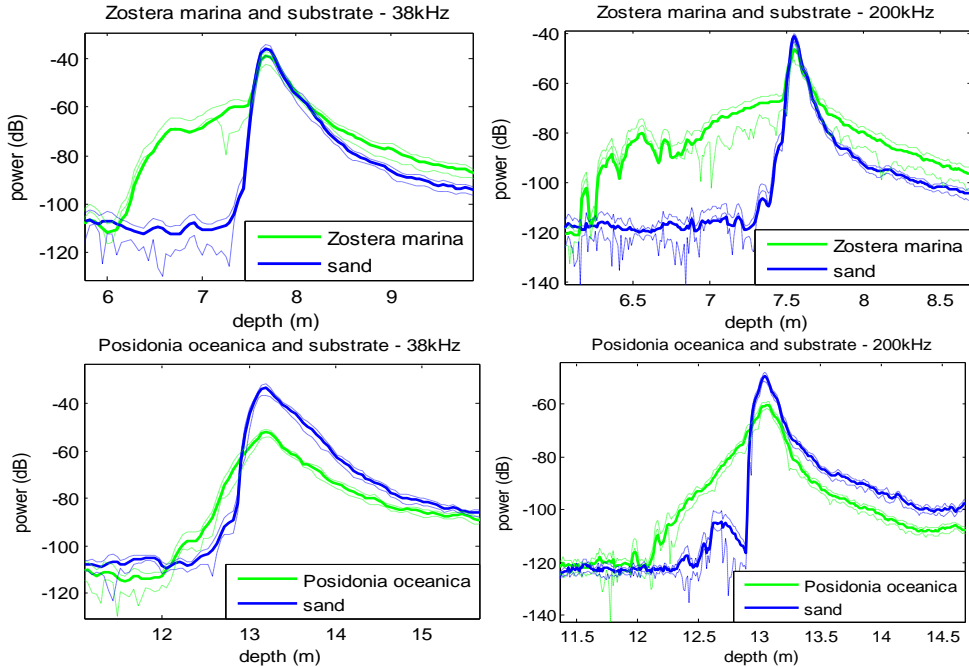 Zostera marina and substrate - 38kHz
-40
-60
-80
-100
-120
power (dB)
6
7
8
9
depth (m)
Zostera marina
sand
Zostera marina and substrate - 200kHz
-40
-60
-80
-100
-120
-140
power (dB)
6.5
7
7.5
8
8.5
depth (m)
Zostera marina
sand
Posidonia oceanica and substrate - 38kHz
-40
-60
-80
-100
-120
power (dB)
12
13
14
15
depth (m)
Posidonia oceanica
sand
Posidonia oceanica and substrate - 200kHz
-60
-80
-100
-120
-140
power (dB)
11.5
12
12.5
13
13.5
14
14.5
depth (m)
Posidonia oceanica
sand